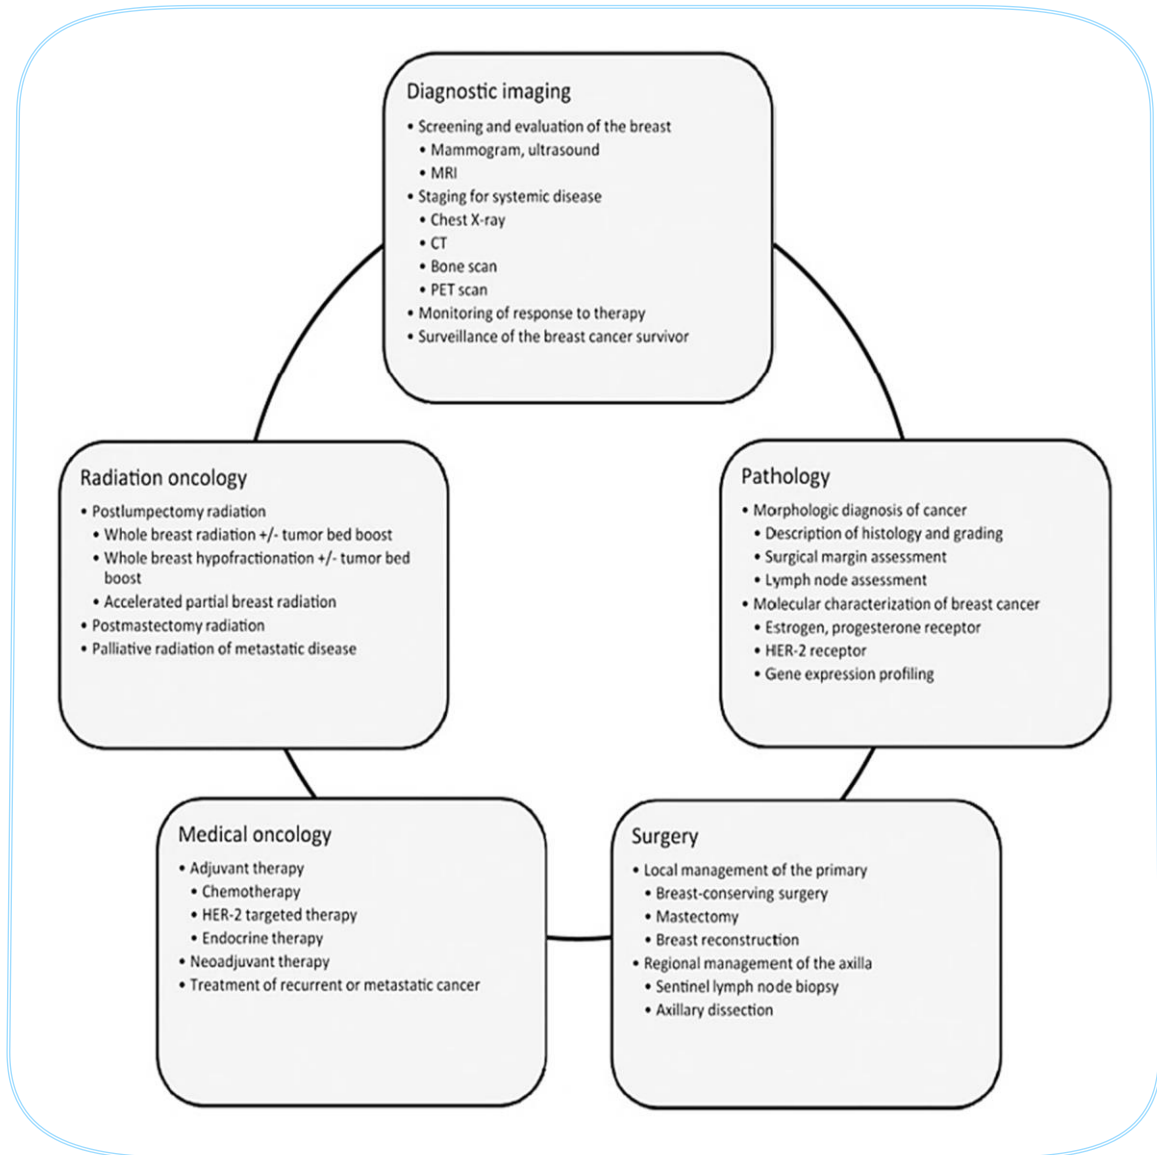 Diagnostic imaging
• Screening and evaluation of the breast
• Mammogram, ultrasound
• MRI
• Staging for systemic disease
• Chest X-ray
• CT
• Bone scan
• PET scan
• Monitoring of response to therapy
• Surveillance of the breast cancer survivor
Radiation oncology
• Postlumpectomy radiation
• Whole breast radiation +/- tumor bed boost
• Whole breast hypofractionation +/- tumor bed
boost
• Accelerated partial breast radiation
• Postmastectomy radiation
• Palliative radiation of metastatic disease
Pathology
• Morphologic diagnosis of cancer
• Description of histology and grading
• Surgical margin assessment
• Lymph node assessment
• Molecular characterization of breast cancer
• Estrogen, progesterone receptor
• HER-2 receptor
• Gene expression profiling
Medical oncology
• Adjuvant therapy
• Chemotherapy
• HER-2 targeted therapy
• Endocrine therapy
• Neoadjuvant therapy
• Treatment of recurrent or metastatic cancer
Surgery
• Local management of the primary
• Breast-conserving surgery
• Mastectomy
• Breast reconstruction
• Regional management of the axilla
• Sentinel lymph node biopsy
• Axillary dissection